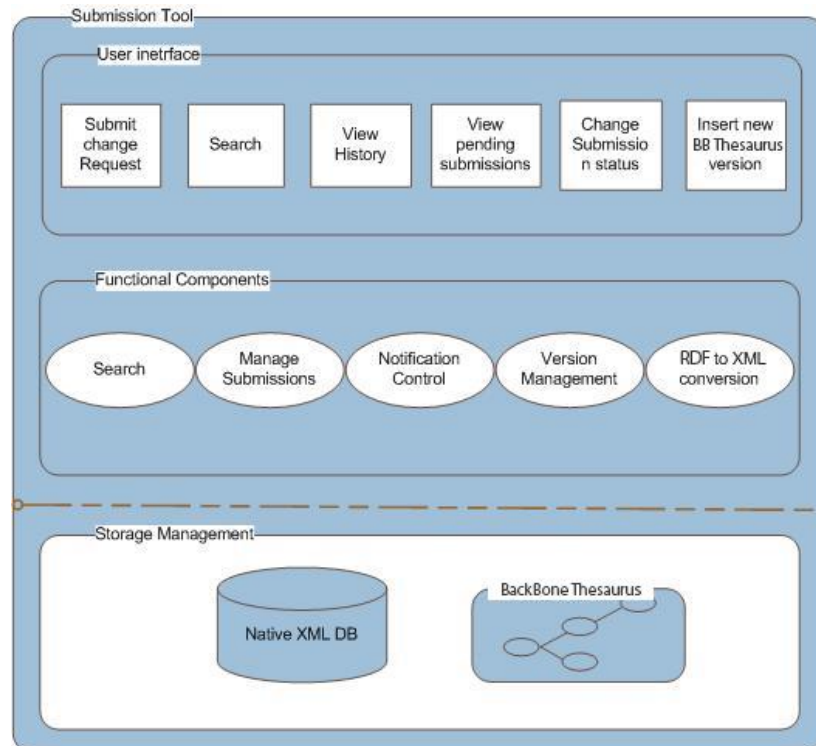 Submission Tool
User inetrface
Submit
change
Request
Search
View
History
View
pending
submissions
Change
Submissio
n status
Insert new
BB Thesaurus
version
Functional Components
Search
Manage
Submissions
Notification
Control
Version
Management
RDF to XML
conversion
Storage Management
Native XML DB
BackBone Thesaurus